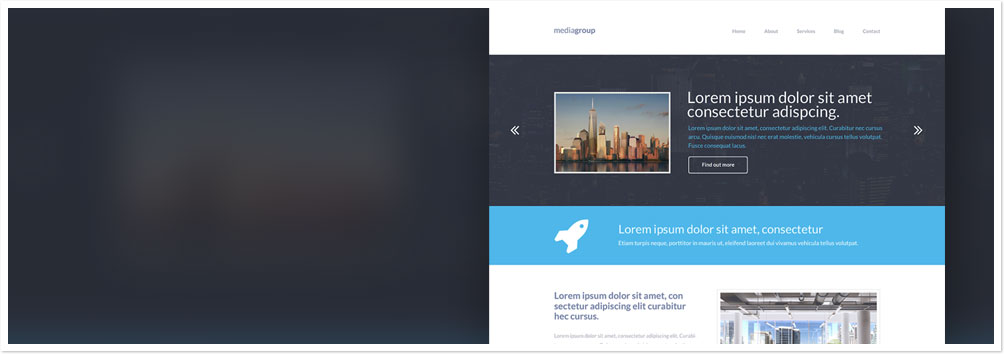 mediagroup
Home About Services Blog Contact
Lorem ipsum dolor sit amet
consectetur adispcing.
Lorem ipsum dolor sit amet, consectetur adipiscing elit. Curabitur nec cursus
arcu. Quisque euismod nisi nec erat molestie, vehicula cursus tellus volutpat.
Fusce consequat lacus.
Find out more
Lorem ipsum dolor sit amet, consectetur
Etiam turpis neque, porttitor in mauris ut, eleifend laoreet dui vivamus vehicula tellus volutpat.
Lorem ipsum dolor sit amet, con
sectetur adipiscing elit curabitur
hec cursus.
Lorem ipsum dolor sit amet, consectetur adipiscing elit. Curabi